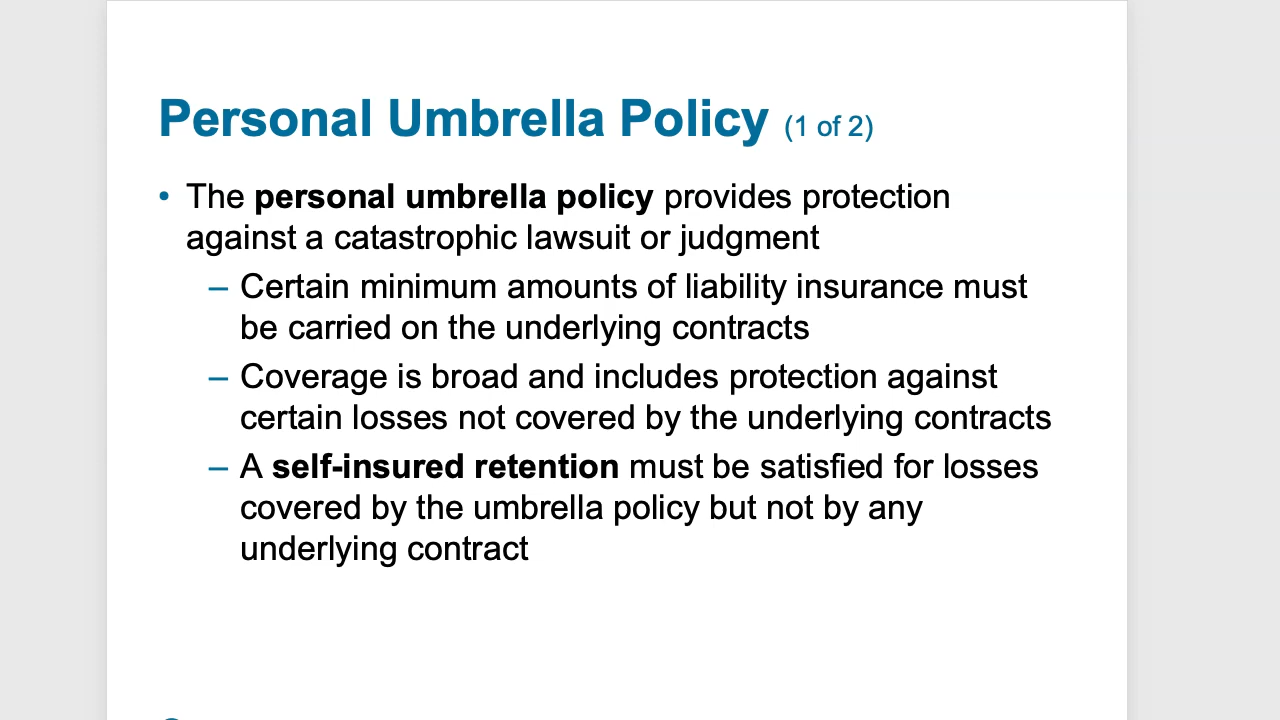 Personal Umbrella Policy (1 of 2)
• The personal umbrella policy provides protection
against a catastrophic lawsuit or judgment
– Certain minimum amounts of liability insurance must
be carried on the underlying contracts
– Coverage is broad and includes protection against
certain losses not covered by the underlying contracts
– A self-insured retention must be satisfied for losses
covered by the umbrella policy but not by any
underlying contract